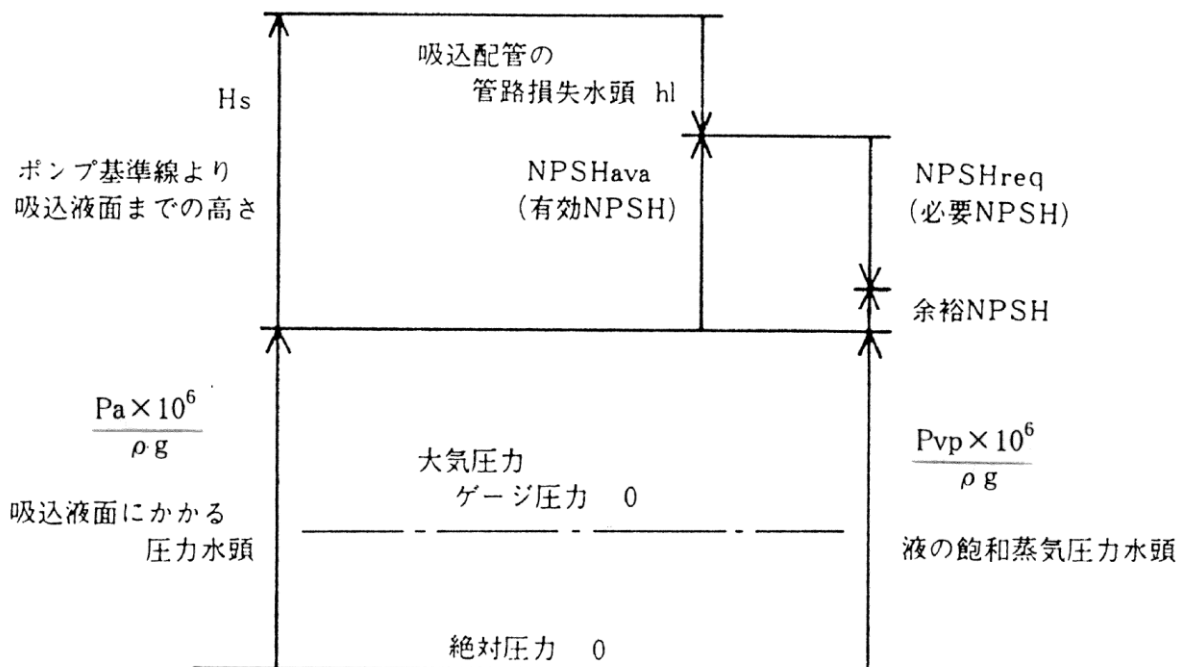 吸込配管の
管路損失水頭 hl
Hs
ポンプ基準線より
吸込液面までの高さ
NPSHava
(有効NPSH)
NPSHreq
(必要NPSH)
余裕NPSH
Pa×10⁶
ρg
吸込液面にかかる
圧力水頭
大気圧力
ゲージ圧力 0
Pvp×10⁶
ρg
液の飽和蒸気圧力水頭
絶対圧力 0